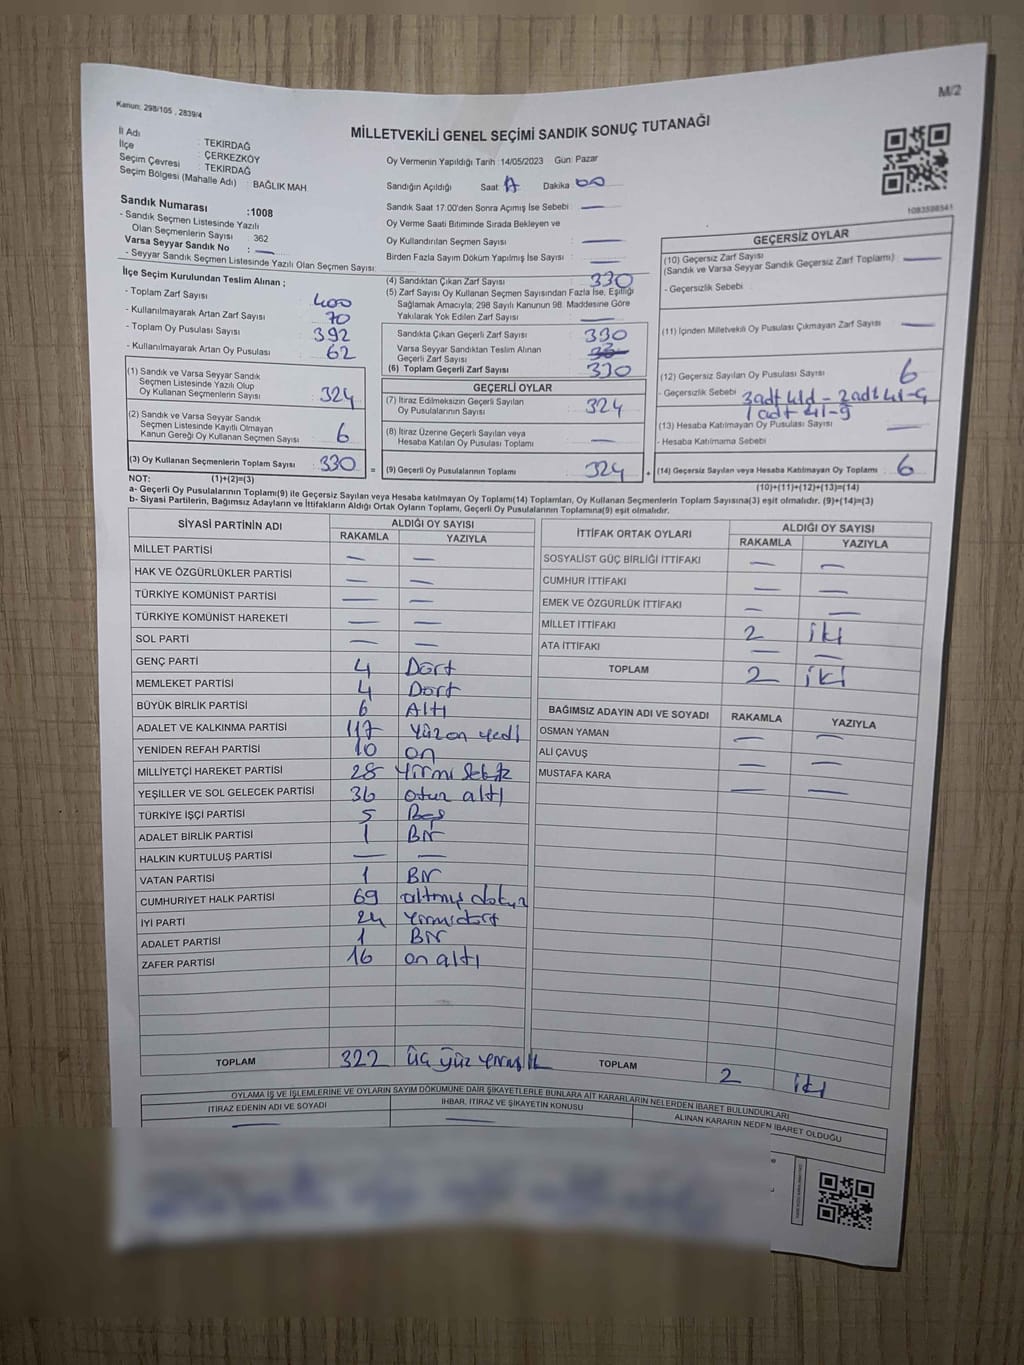 M/2
Kanun: 298/105 , 2839/4
MİLLETVEKİLİ GENEL SEÇİMİ SANDIK SONUÇ TUTANAĞI
İl Adı : TEKİRDAĞ
İlçe : ÇERKEZKÖY
Seçim Çevresi : TEKİRDAĞ
Seçim Bölgesi (Mahalle Adı) : BAĞLIK MAH
Sandık Numarası :1008
- Sandık Seçmen Listesinde Yazılı
Olan Seçmenlerin Sayısı : 362
Varsa Seyyar Sandık No : —
- Seyyar Sandık Seçmen Listesinde Yazılı Olan Seçmen Sayısı:
İlçe Seçim Kurulundan Teslim Alınan ;
- Toplam Zarf Sayısı 400
- Kullanılmayarak Artan Zarf Sayısı 70
- Toplam Oy Pusulası Sayısı 392
- Kullanılmayarak Artan Oy Pusulası 62
(1) Sandık ve Varsa Seyyar Sandık
Seçmen Listesinde Yazılı Olup
Oy Kullanan Seçmenlerin Sayısı 324
(2) Sandık ve Varsa Seyyar Sandık
Seçmen Listesinde Kayıtlı Olmayan
Kanun Gereği Oy Kullanan Seçmen Sayısı 6
(3) Oy Kullanan Seçmenlerin Toplam Sayısı 330
Oy Vermenin Yapıldığı Tarih :14/05/2023 Gün: Pazar
Sandığın Açıldığı Saat: Dakika : 00
Sandık Saat 17.00'den Sonra Açımış İse Sebebi : —
Oy Verme Saati Bitiminde Sırada Bekleyen ve
Oy Kullandırılan Seçmen Sayısı : —
Birden Fazla Sayım Döküm Yapılmış İse Sayısı : —
(4) Sandıktan Çıkan Zarf Sayısı : 330
(5) Zarf Sayısı Oy Kullanan Seçmen Sayısından Fazla İse, Eşitliği
Sağlamak Amacıyla; 298 Sayılı Kanunun 98. Maddesine Göre
Yakılarak Yok Edilen Zarf Sayısı : —
Sandıkta Çıkan Geçerli Zarf Sayısı 330
Varsa Seyyar Sandıktan Teslim Alınan
Geçerli Zarf Sayısı
(6) Toplam Geçerli Zarf Sayısı 330
GEÇERLİ OYLAR
(7) İtiraz Edilmeksizin Geçerli Sayılan
Oy Pusulalarının Sayısı : 324
(8) İtiraz Üzerine Geçerli Sayılan veya
Hesaba Katılan Oy Pusulası Toplamı : —
= (9) Geçerli Oy Pusulalarının Toplamı : 324
1083598541
GEÇERSİZ OYLAR
(10) Geçersiz Zarf Sayısı : —
(Sandık ve Varsa Seyyar Sandık Geçersiz Zarf Toplamı)
- Geçersizlik Sebebi :
(11) İçinden Milletvekili Oy Pusulası Çıkmayan Zarf Sayısı : —
(12) Geçersiz Sayılan Oy Pusulası Sayısı : 6
- Geçersizlik Sebebi : 3 adt 41d - 2 adt 41-G
1 adt 41-9
(13) Hesaba Katılmayan Oy Pusulası Sayısı : —
- Hesaba Katılmama Sebebi
+ (14) Geçersiz Sayılan veya Hesaba Katılmayan Oy Toplamı : 6
NOT: (1)+(2)=(3) (10)+(11)+(12)+(13)=(14)
a- Geçerli Oy Pusulalarının Toplamı(9) ile Geçersiz Sayılan veya Hesaba katılmayan Oy Toplamı(14) Toplamları, Oy Kullanan Seçmenlerin Toplam Sayısına(3) eşit olmalıdır. (9)+(14)=(3)
b- Siyasi Partilerin, Bağımsız Adayların ve İttifakların Aldığı Ortak Oyların Toplamı, Geçerli Oy Pusulalarının Toplamına(9) eşit olmalıdır.
SİYASİ PARTİNİN ADI ALDIĞI OY SAYISI
RAKAMLA YAZIYLA
MİLLET PARTİSİ — —
HAK VE ÖZGÜRLÜKLER PARTİSİ — —
TÜRKİYE KOMÜNİST PARTİSİ — —
TÜRKİYE KOMÜNİST HAREKETİ — —
SOL PARTİ — —
GENÇ PARTİ 4 Dört
MEMLEKET PARTİSİ 4 Dört
BÜYÜK BİRLİK PARTİSİ 6 Altı
ADALET VE KALKINMA PARTİSİ 117 Yüz on yedi
YENİDEN REFAH PARTİSİ 10 on
MİLLİYETÇİ HAREKET PARTİSİ 28 Yirmi sekiz
YEŞİLLER VE SOL GELECEK PARTİSİ 36 otuz altı
TÜRKİYE İŞÇİ PARTİSİ 5 Beş
ADALET BİRLİK PARTİSİ 1 Bir
HALKIN KURTULUŞ PARTİSİ — —
VATAN PARTİSİ 1 Bir
CUMHURİYET HALK PARTİSİ 69 altmış dokuz
İYİ PARTİ 24 Yirmidört
ADALET PARTİSİ 1 Bir
ZAFER PARTİSİ 16 on altı
TOPLAM 322 üç yüz yirmi iki
İTTİFAK ORTAK OYLARI ALDIĞI OY SAYISI
RAKAMLA YAZIYLA
SOSYALİST GÜÇ BİRLİĞİ İTTİFAKI — —
CUMHUR İTTİFAKI — —
EMEK VE ÖZGÜRLÜK İTTİFAKI — —
MİLLET İTTİFAKI 2 iki
ATA İTTİFAKI — —
TOPLAM 2 iki
BAĞIMSIZ ADAYIN ADI VE SOYADI RAKAMLA YAZIYLA
OSMAN YAMAN — —
ALİ ÇAVUŞ — —
MUSTAFA KARA — —
TOPLAM 2 iki
OYLAMA İŞ VE İŞLEMLERİNE VE OYLARIN SAYIM DÖKÜMÜNE DAİR ŞİKAYETLERLE BUNLARA AİT KARARLARIN NELERDEN İBARET BULUNDUKLARI
İTİRAZ EDENİN ADI VE SOYADI İHBAR, İTİRAZ VE ŞİKAYETİN KONUSU ALINAN KARARIN NEDEN İBARET OLDUĞU
— —